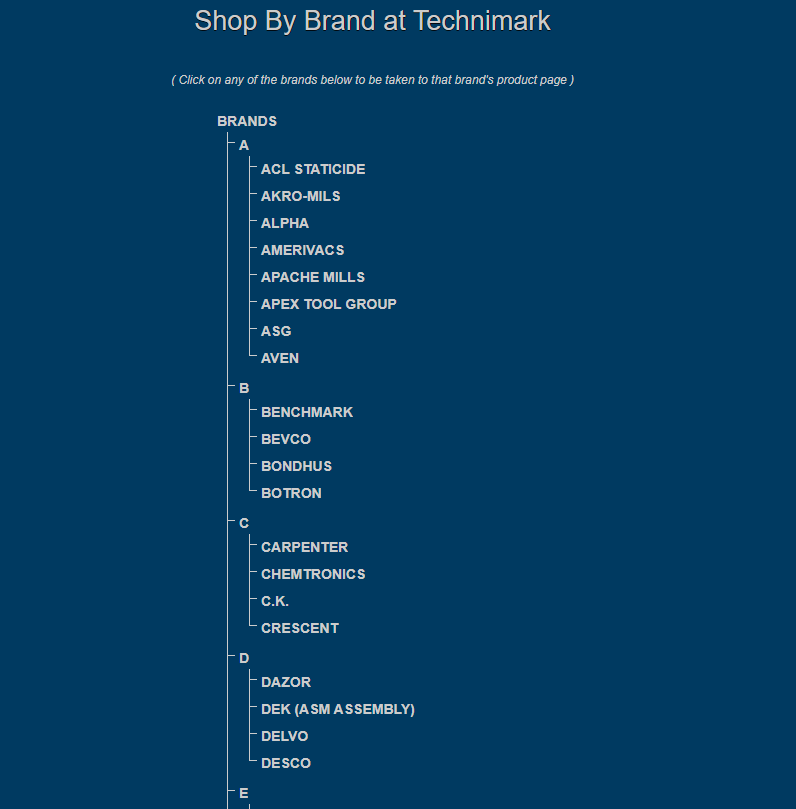 Shop By Brand at Technimark
( Click on any of the brands below to be taken to that brand's product page )
BRANDS
A
ACL STATICIDE
AKRO-MILS
ALPHA
AMERIVACS
APACHE MILLS
APEX TOOL GROUP
ASG
AVEN
B
BENCHMARK
BEVCO
BONDHUS
BOTRON
C
CARPENTER
CHEMTRONICS
C.K.
CRESCENT
D
DAZOR
DEK (ASM ASSEMBLY)
DELVO
DESCO
E